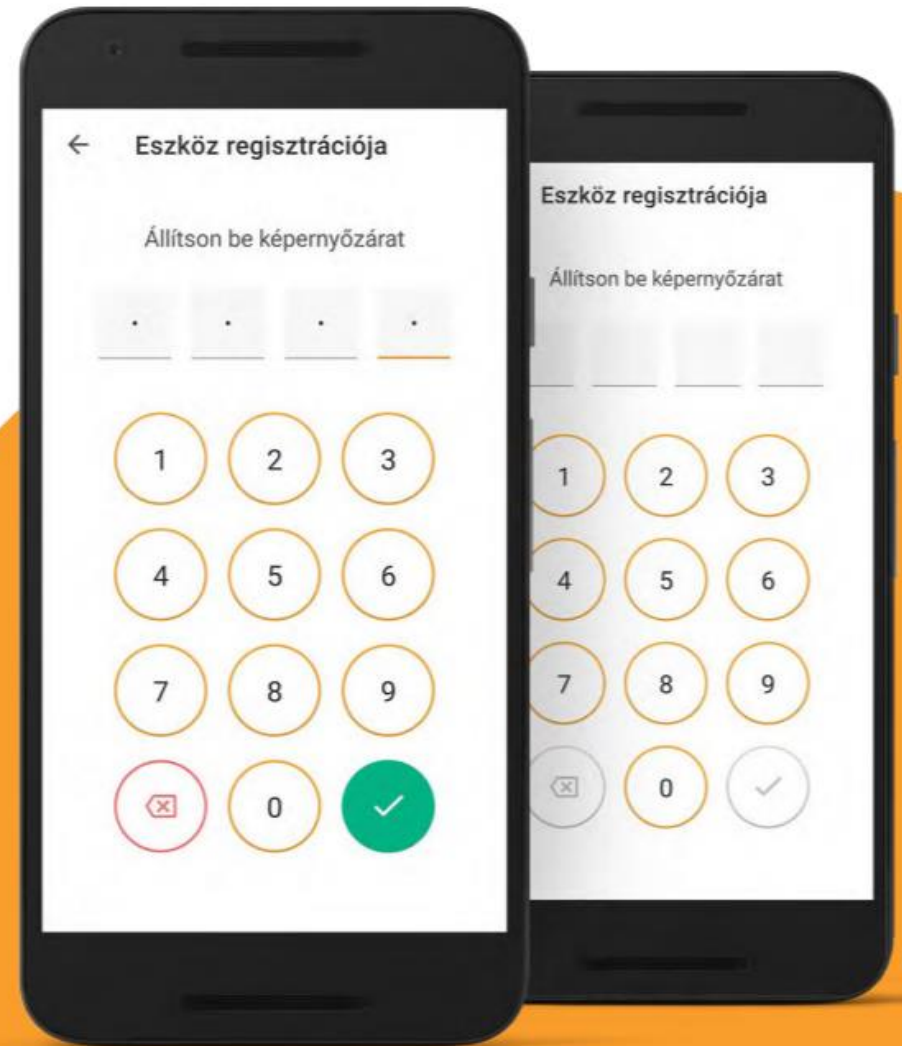 Eszköz regisztrációja
Állítson be képernyőzárat
1 2 3
4 5 6
7 8 9
0
Eszköz regisztrációja
Állítson be képernyőzárat
1 2 3
4 5 6
7 8 9
0